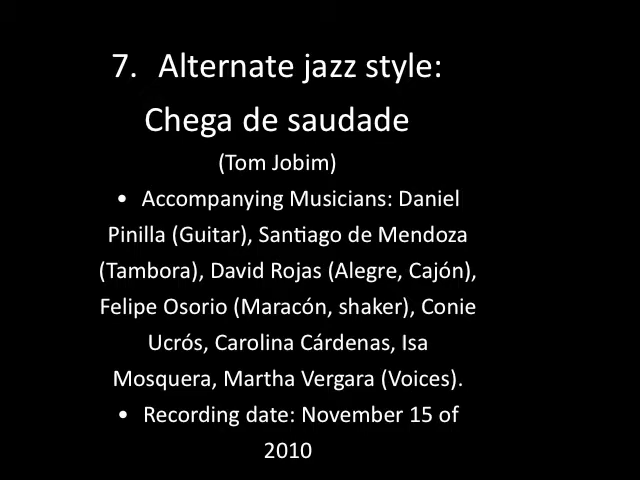 7. Alternate jazz style:
Chega de saudade
(Tom Jobim)
• Accompanying Musicians: Daniel
Pinilla (Guitar), Santiago de Mendoza
(Tambora), David Rojas (Alegre, Cajón),
Felipe Osorio (Maracón, shaker), Conie
Ucrós, Carolina Cárdenas, Isa
Mosquera, Martha Vergara (Voices).
• Recording date: November 15 of
2010